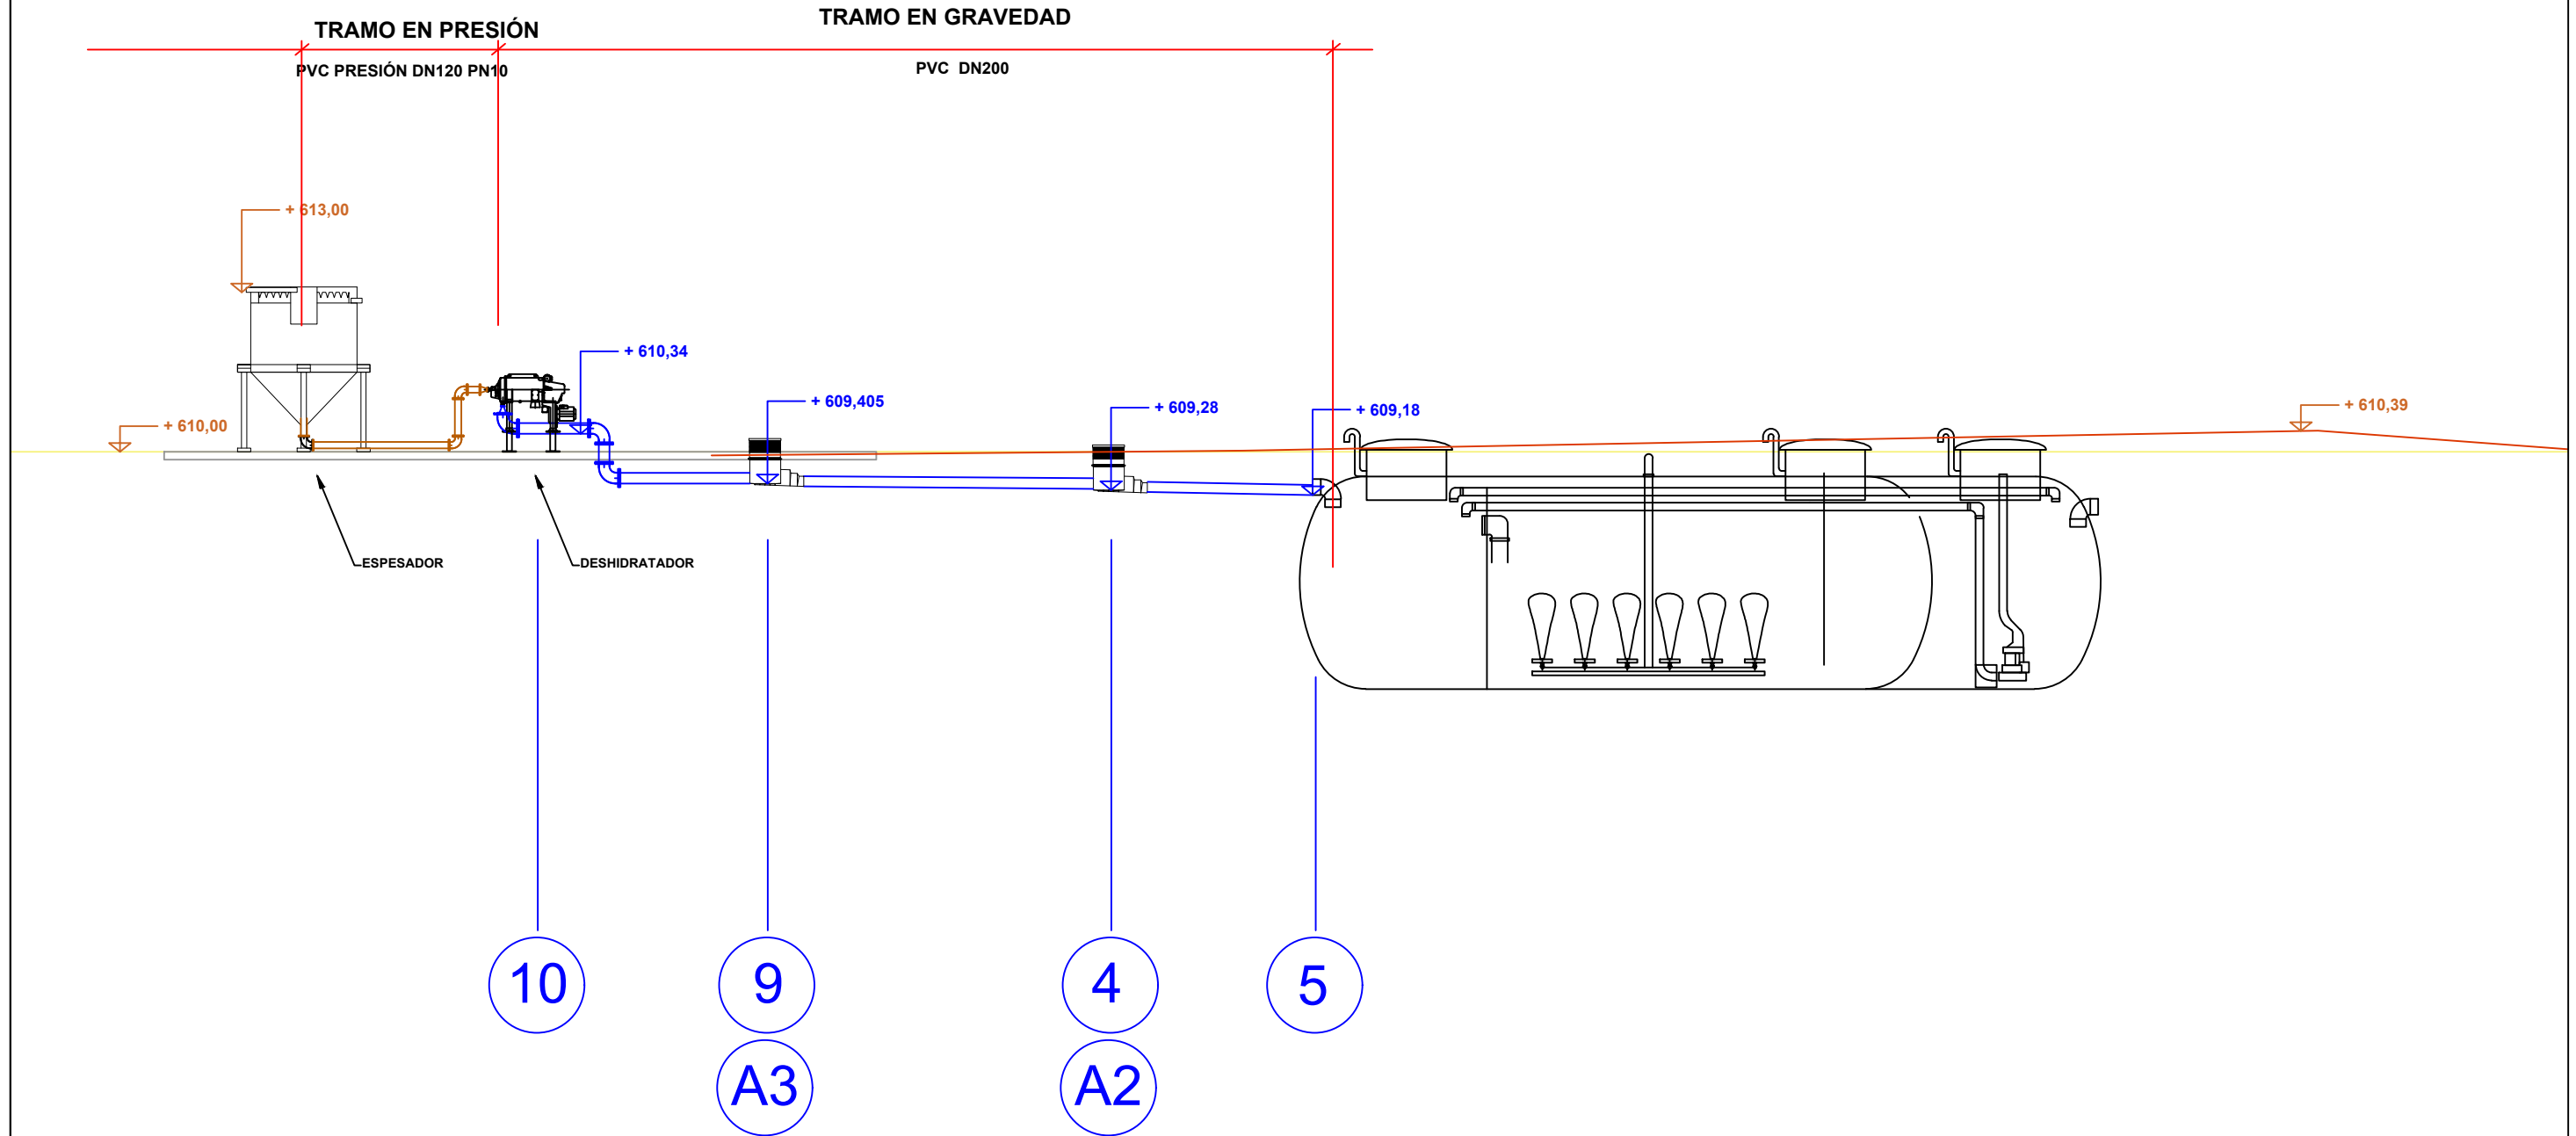 TRAMO EN PRESIÓN
TRAMO EN GRAVEDAD
PVC PRESIÓN DN120 PN10
PVC DN200
+ 613,00
+ 610,34
+ 609,405
+ 609,28
+ 609,18
+ 610,39
+ 610,00
ESPESADOR
DESHIDRATADOR
10
9
4
5
A3
A2